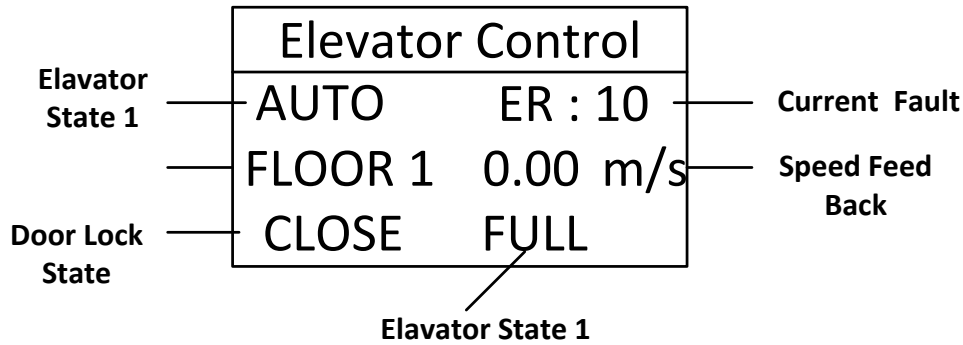 Elevator Control
Elavator
State 1
AUTO ER : 10
Current Fault
FLOOR 1 0.00 m/s
Speed Feed
Back
Door Lock
State
CLOSE FULL
Elavator State 1